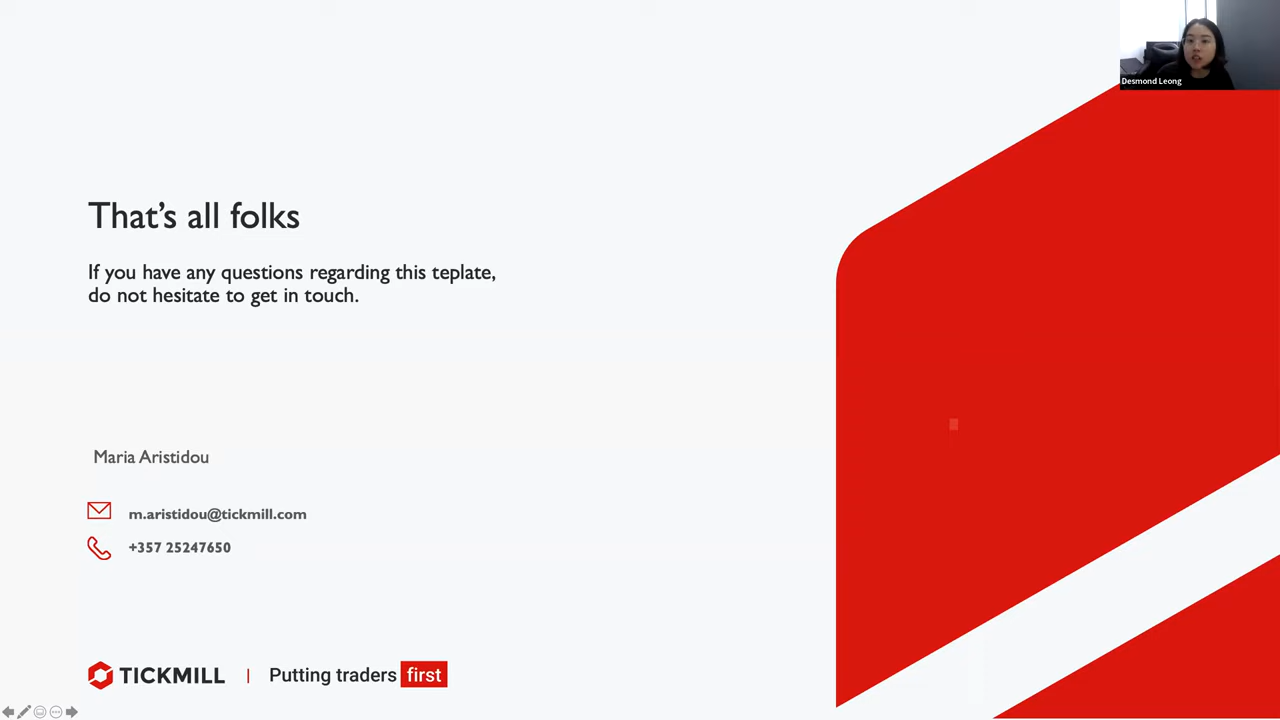 Desmond Leong
That's all folks
If you have any questions regarding this teplate,
do not hesitate to get in touch.
Maria Aristidou
m.aristidou@tickmill.com
+357 25247650
TICKMILL | Putting traders first